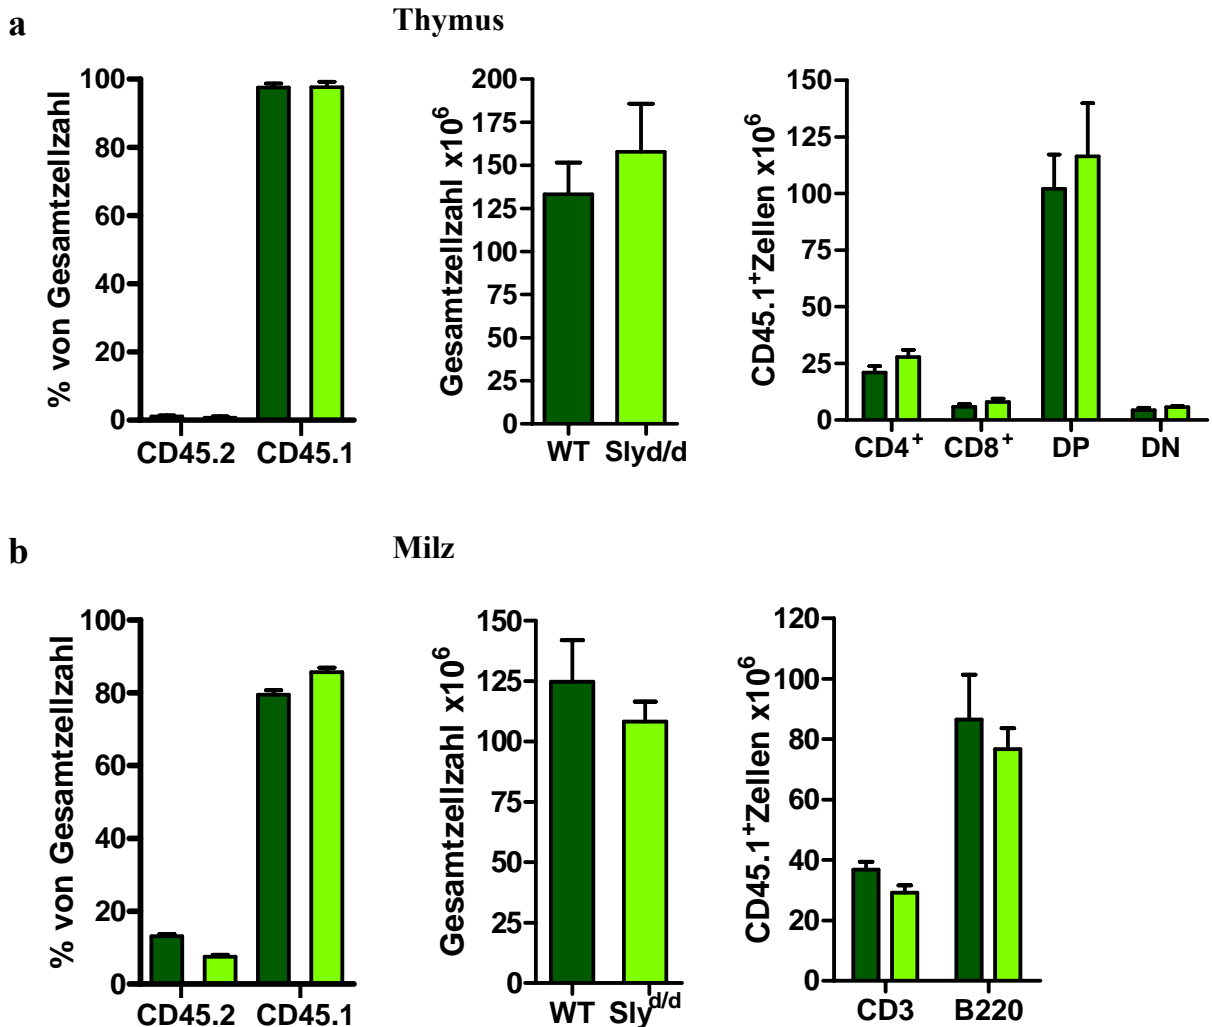 a
Thymus
% von Gesamtzellzahl
100
80
60
40
20
0
CD45.2 CD45.1
Gesamtzellzahl x10⁶
200
175
150
125
100
75
50
25
0
WT Slyd/d
CD45.1⁺Zellen x10⁶
150
125
100
75
50
25
0
CD4⁺ CD8⁺ DP DN
b
Milz
% von Gesamtzellzahl
100
80
60
40
20
0
CD45.2 CD45.1
Gesamtzellzahl x10⁶
150
125
100
75
50
25
0
WT Sly^d/d
CD45.1⁺Zellen x10⁶
120
100
80
60
40
20
0
CD3 B220